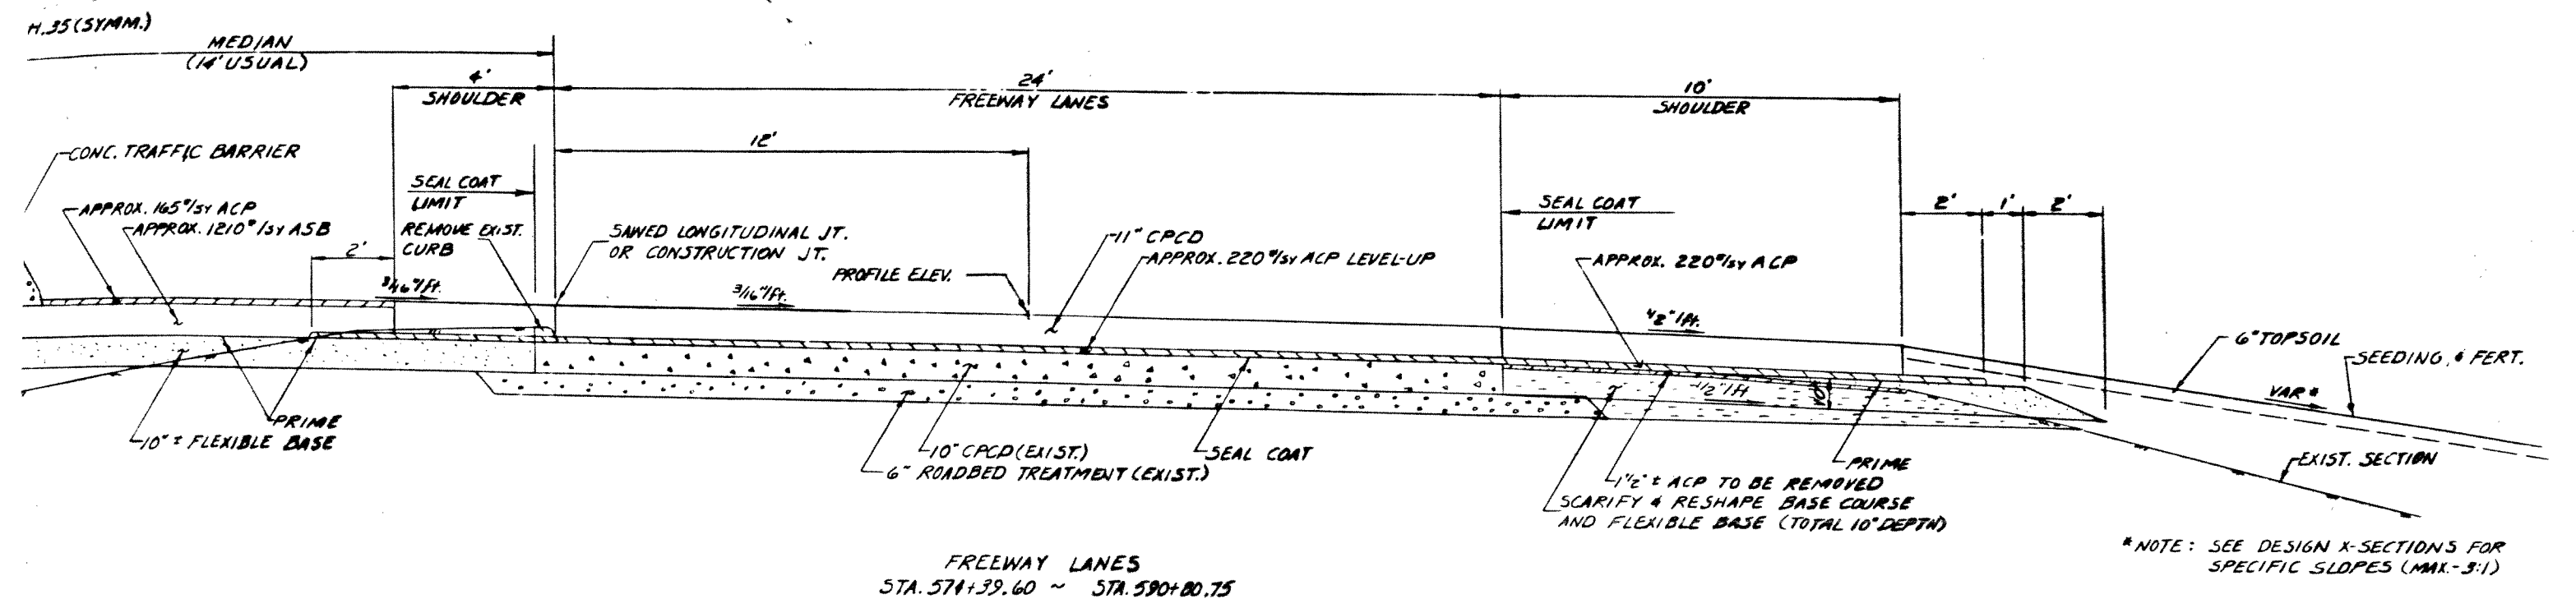 H.35 (SYMM.)
MEDIAN
(14' USUAL)
4'
SHOULDER
24'
FREEWAY LANES
10'
SHOULDER
12'
CONC. TRAFFIC BARRIER
SEAL COAT
LIMIT
APPROX. 165#/SY ACP
APPROX. 1210#/SY ASB
REMOVE EXIST.
CURB
2'
SAWED LONGITUDINAL JT.
OR CONSTRUCTION JT.
PROFILE ELEV.
11" CPCD
APPROX. 220#/SY ACP LEVEL-UP
SEAL COAT
LIMIT
APPROX. 220#/SY ACP
2'
1'
2'
3/16"/ft.
3/16"/ft.
1/2"/ft.
6" TOPSOIL
SEEDING, & FERT.
VAR*
1/2"/ft
10"
PRIME
10" ± FLEXIBLE BASE
10" CPCD (EXIST.)
6" ROADBED TREATMENT (EXIST.)
SEAL COAT
PRIME
1 1/2" ± ACP TO BE REMOVED
SCARIFY & RESHAPE BASE COURSE
AND FLEXIBLE BASE (TOTAL 10" DEPTH)
EXIST. SECTION
*NOTE: SEE DESIGN X-SECTIONS FOR
SPECIFIC SLOPES (MAX.-3:1)
FREEWAY LANES
STA. 574+39.60 ~ STA. 590+80.75